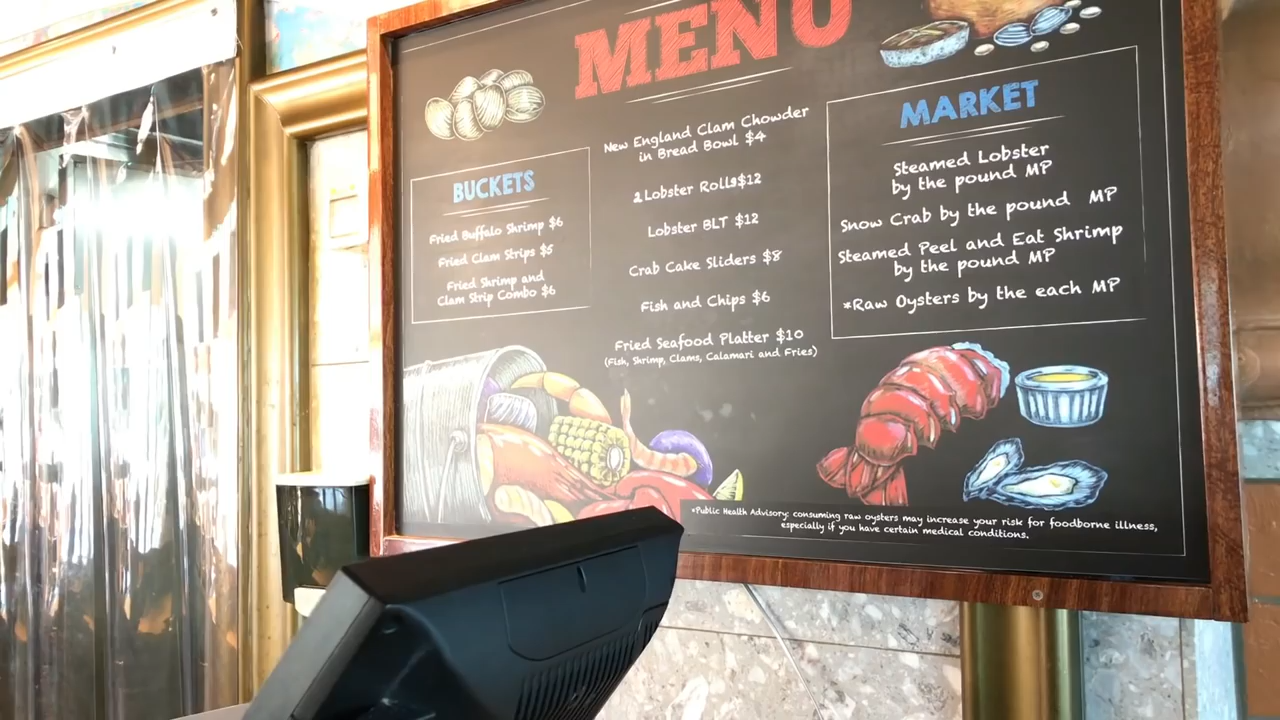 MENU
BUCKETS
Fried Buffalo Shrimp $6
Fried Clam Strips $5
Fried Shrimp and
Clam Strip Combo $6
New England Clam Chowder
in Bread Bowl $4
2 Lobster Rolls $12
Lobster BLT $12
Crab Cake Sliders $8
Fish and Chips $6
Fried Seafood Platter $10
(Fish, Shrimp, Clams, Calamari and Fries)
MARKET
Steamed Lobster
by the pound MP
Snow Crab by the pound MP
Steamed Peel and Eat Shrimp
by the pound MP
*Raw Oysters by the each MP
*Public Health Advisory: consuming raw oysters may increase your risk for foodborne illness,
especially if you have certain medical conditions.